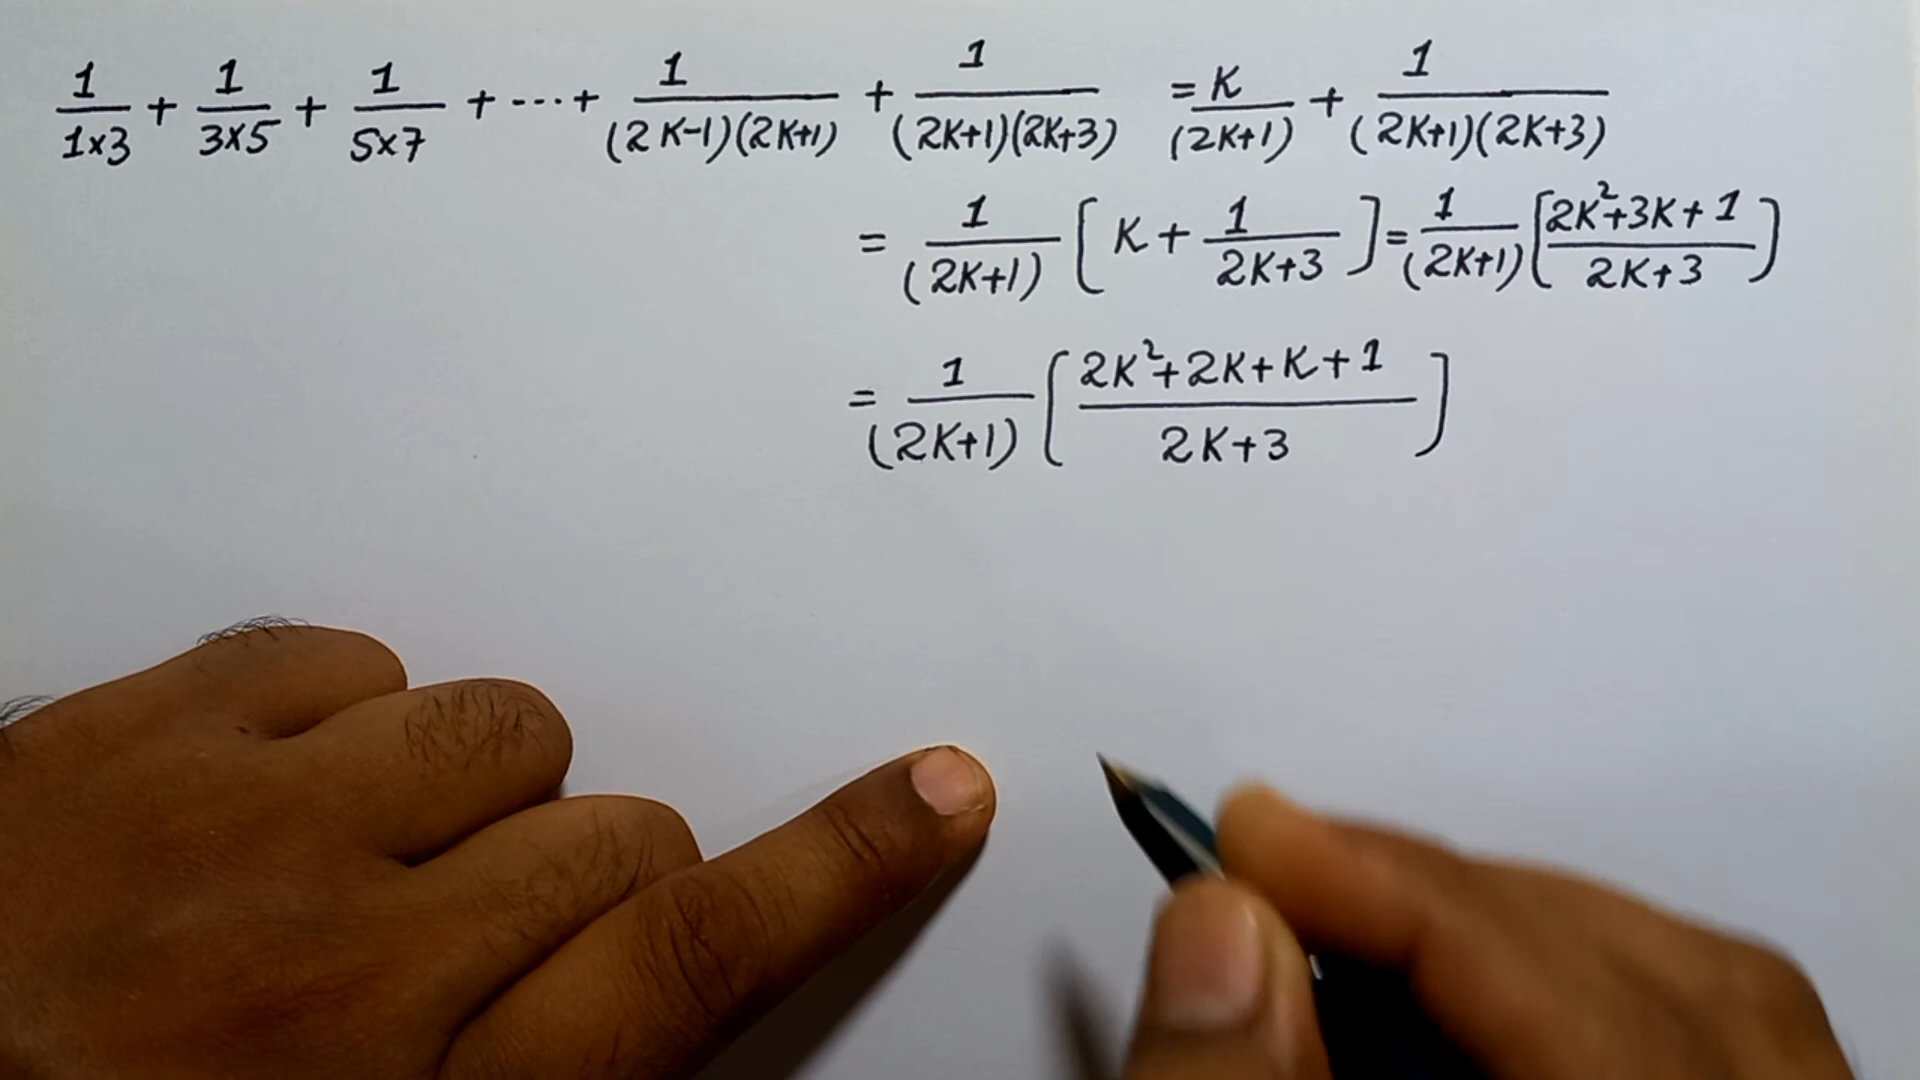 1/(1×3) + 1/(3×5) + 1/(5×7) + ... + 1/((2K-1)(2K+1)) + 1/((2K+1)(2K+3)) = K/(2K+1) + 1/((2K+1)(2K+3))
= 1/(2K+1) [K + 1/(2K+3)] = 1/(2K+1) [(2K²+3K+1)/(2K+3)]
= 1/(2K+1) [(2K²+2K+K+1)/(2K+3)]